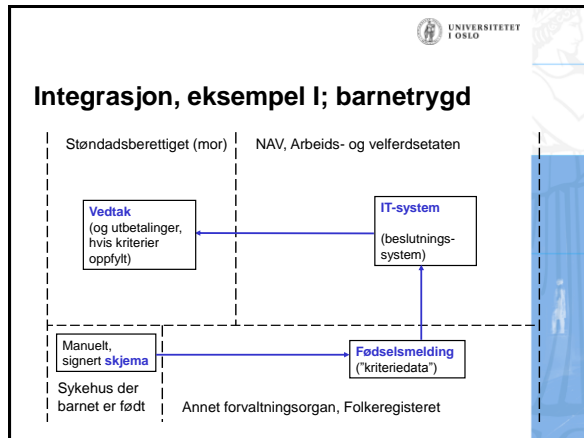 UNIVERSITETET
I OSLO
Integrasjon, eksempel I; barnetrygd
Støndadsberettiget (mor)
NAV, Arbeids- og velferdsetaten
Vedtak
(og utbetalinger,
hvis kriterier
oppfylt)
IT-system
(beslutnings-
system)
Manuelt,
signert skjema
Fødselsmelding
("kriteriedata")
Sykehus der
barnet er født
Annet forvaltningsorgan, Folkeregisteret